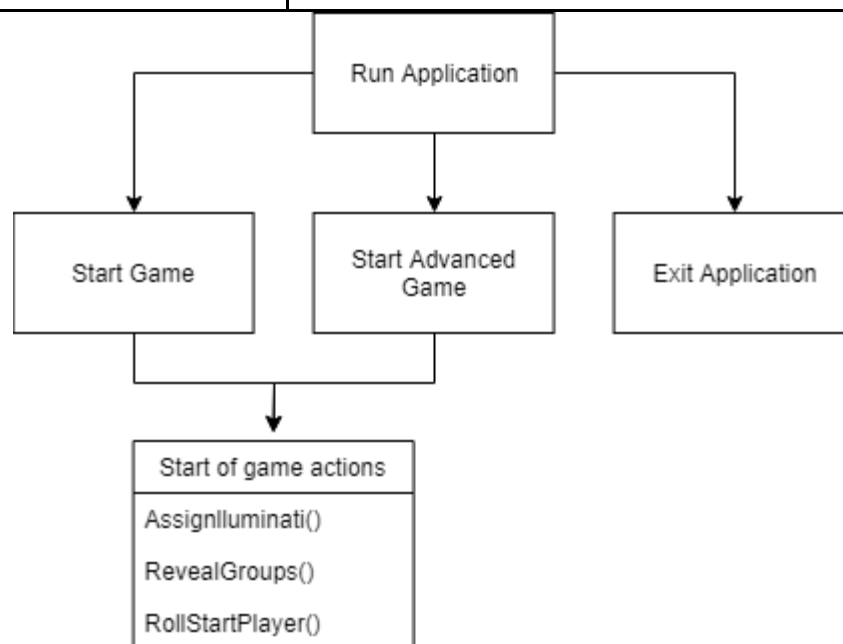 Run Application
Start Game
Start Advanced
Game
Exit Application
Start of game actions
AssignIluminati()
RevealGroups()
RollStartPlayer()